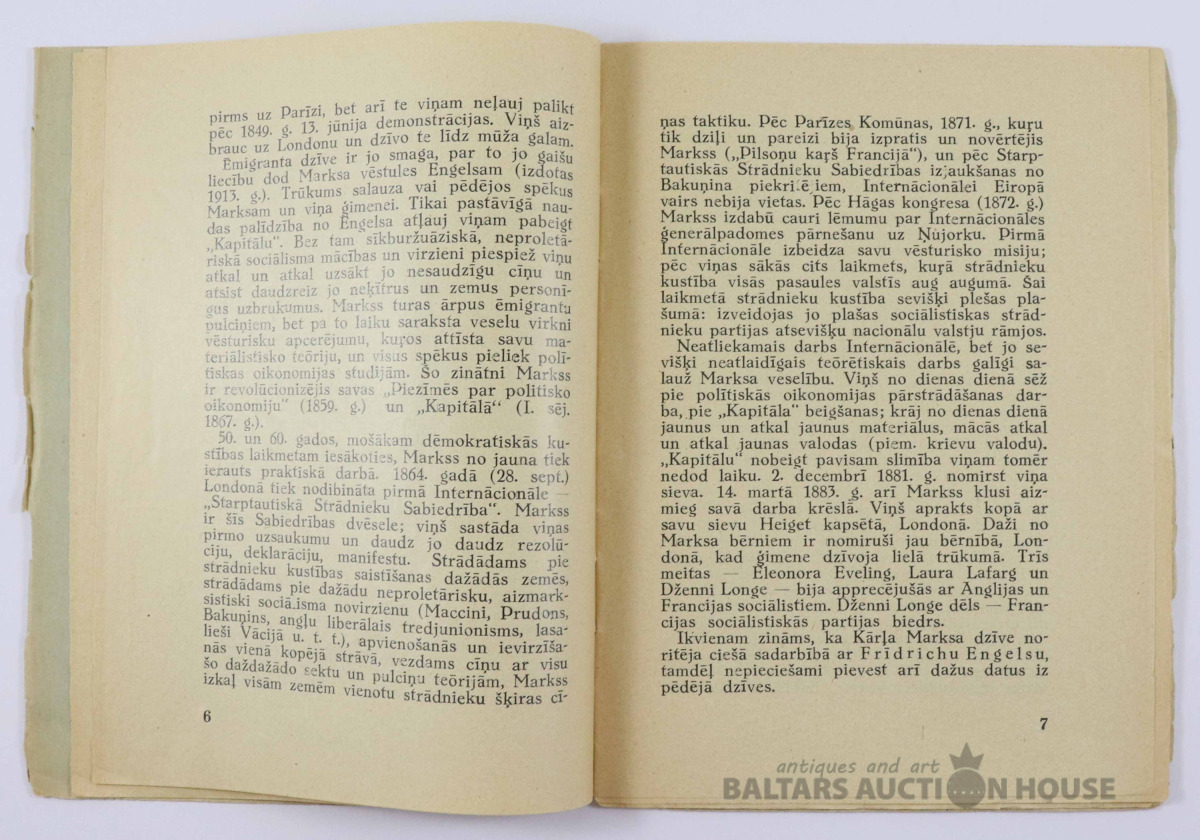 pirms uz Parīzi, bet arī te viņam neļauj palikt
pēc 1849. g. 13. jūnija demonstrācijas. Viņš aiz-
brauc uz Londonu un dzīvo te līdz mūža galam.
Ēmigranta dzīve ir jo smaga, par to jo gaišu
liecību dod Marksa vēstules Engelsam (izdotas
1913. g.). Trūkums salauza vai pēdējos spēkus
Marksam un viņa ģimenei. Tikai pastāvīgā nau-
das palīdzība no Engelsa atļauj viņam pabeigt
„Kapitālu“. Bez tam sīkburžuāziskā, neproletā-
riskā sociālisma mācības un virzieni piespiež viņu
atkal un atkal uzsākt jo nesaudzīgu cīņu un
atsist daudzreiz jo neķītrus un zemus personī-
gus uzbrukumus. Markss turas ārpus ēmigrantu
pulciņiem, bet pa to laiku saraksta veselu virkni
vēsturisku apcerējumu, kuŗos attīsta savu ma-
teriālistisko teōriju, un visus spēkus pieliek polī-
tiskas oikonomijas studijām. Šo zinātni Markss
ir revolūcionizējis savas „Piezīmēs par polītisko
oikonomiju“ (1859. g.) un „Kapitālā“ (I. sēj.
1867. g.).
50. un 60. gados, mošākam dēmokratiskās ku-
stības laikmetam iesākoties, Markss no jauna tiek
ierauts praktiskā darbā. 1864. gadā (28. sept.)
Londonā tiek nodibināta pirmā Internācionāle —
„Starptautiskā Strādnieku Sabiedrība“. Markss
ir šīs Sabiedrības dvēsele; viņš sastāda viņas
pirmo uzsaukumu un daudz jo daudz rezolū-
ciju, deklarāciju, manifestu. Strādādams pie
strādnieku kustības saistīšanas dažādās zemēs,
strādādams pie dažādu neproletārisku, aizmark-
sistiski sociālisma novirzienu (Maccini, Prudons,
Bakuņins, angļu liberālais tredjunionisms, lasa-
lieši Vācijā u. t. t.), apvienošanās un ievirzīša-
nās vienā kopējā strāvā, vezdams cīņu ar visu
šo daždažādo sektu un pulciņu teōrijām, Markss
izkaļ visām zemēm vienotu strādnieku šķiras cī-
6
ņas taktiku. Pēc Parīzes Komūnas, 1871. g., kuŗu
tik dziļi un pareizi bija izpratis un novērtējis
Markss („Pilsoņu kaŗš Francijā“), un pēc Starp-
tautiskās Strādnieku Sabiedrības izjaukšanas no
Bakuņina piekritējiem, Internācionālei Eiropā
vairs nebija vietas. Pēc Hāgas kongresa (1872. g.)
Markss izdabū cauri lēmumu par Internācionāles
ģenerālpadomes pārnešanu uz Ņujorku. Pirmā
Internācionāle izbeidza savu vēsturisko misiju;
pēc viņas sākās cits laikmets, kuŗā strādnieku
kustība visās pasaules valstīs aug augumā. Šai
laikmetā strādnieku kustība sevišķi plešas pla-
šumā: izveidojas jo plašas sociālistiskas strād-
nieku partijas atsevišķu nacionālu valstju rāmjos.
Neatliekamais darbs Internācionālē, bet jo se-
višķi neatlaidīgais teōrētiskais darbs galīgi sa-
lauž Marksa veselību. Viņš no dienas dienā sēž
pie polītiskās oikonomijas pārstrādāšanas dar-
ba, pie „Kapitāla“ beigšanas; krāj no dienas dienā
jaunus un atkal jaunus materiālus, mācās atkal
un atkal jaunas valodas (piem. krievu valodu).
„Kapitālu“ nobeigt pavisam slimība viņam tomēr
nedod laiku. 2. decembrī 1881. g. nomirst viņa
sieva. 14. martā 1883. g. arī Markss klusi aiz-
mieg savā darba krēslā. Viņš aprakts kopā ar
savu sievu Heiget kapsētā, Londonā. Daži no
Marksa bērniem ir nomiruši jau bērnībā, Lon-
donā, kad ģimene dzīvoja lielā trūkumā. Trīs
meitas — Eleonora Eveling, Laura Lafarg un
Dženni Longe — bija apprecējušās ar Anglijas un
Francijas sociālistiem. Dženni Longe dēls — Fran-
cijas sociālistiskās partijas biedrs.
Ikvienam zināms, ka Kārļa Marksa dzīve no-
ritēja ciešā sadarbībā ar Frīdrichu Engelsu,
tamdēļ nepieciešami pievest arī dažus datus iz
pēdējā dzīves.
7
antiques and art
BALTARS AUCTION HOUSE